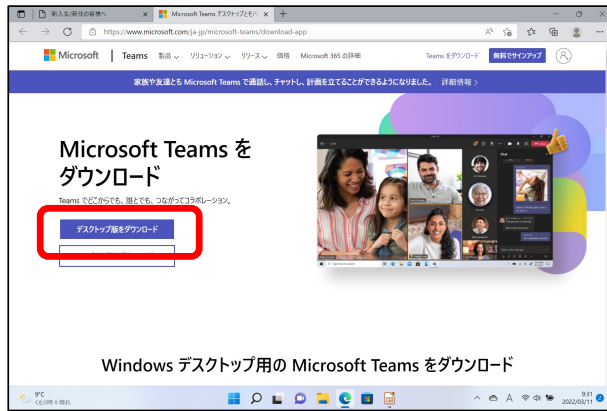 新入生/新任の皆様へ
Microsoft Teams デスクトップとモバ
https://www.microsoft.com/ja-jp/microsoft-teams/download-app
Microsoft
Teams 製品 ソリューション リソース 価格 Microsoft 365 の詳細 Teams をダウンロード 無料でサインアップ
家族や友達とも Microsoft Teams で通話し、チャットし、計画を立てることができるようになりました。 詳細情報 >
Microsoft Teams を
ダウンロード
Teams でどこからでも、誰とでも、つながってコラボレーション。
デスクトップ版をダウンロード
Windows デスクトップ用の Microsoft Teams をダウンロード
9°C
くもり時々晴れ
A
9:31
2022/03/11
2